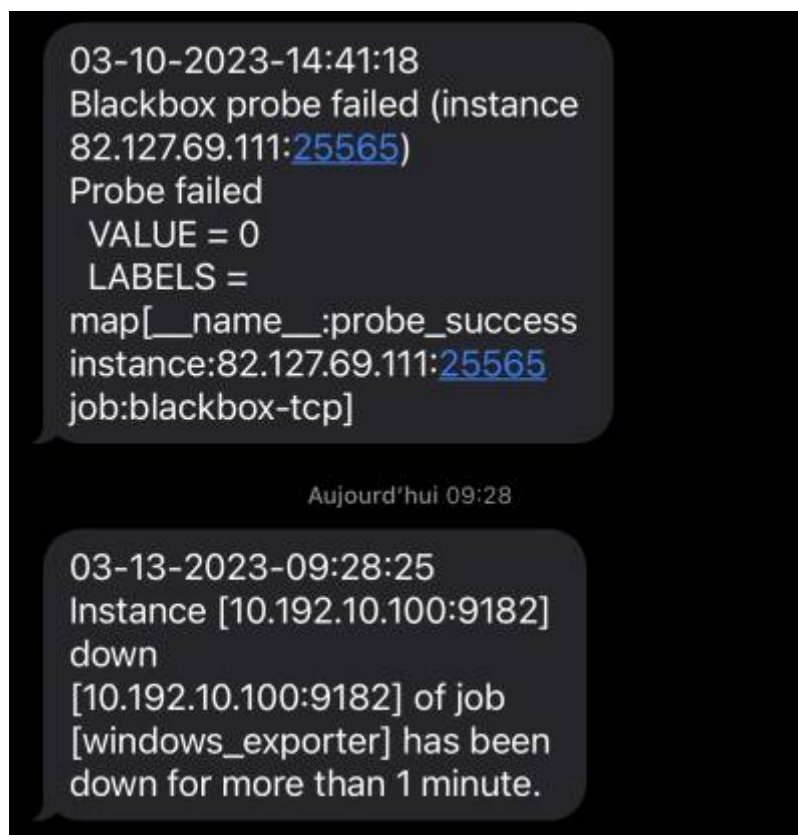 03-10-2023-14:41:18
Blackbox probe failed (instance
82.127.69.111:25565)
Probe failed
VALUE = 0
LABELS =
map[__name__:probe_success
instance:82.127.69.111:25565
job:blackbox-tcp]
Aujourd'hui 09:28
03-13-2023-09:28:25
Instance [10.192.10.100:9182]
down
[10.192.10.100:9182] of job
[windows_exporter] has been
down for more than 1 minute.